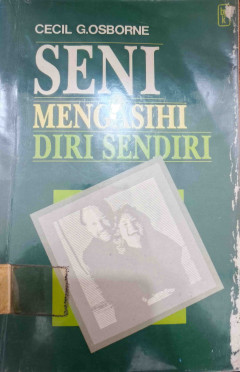 CECIL G.OSBORNE
SENI
MENGASIHI
DIRI SENDIRI